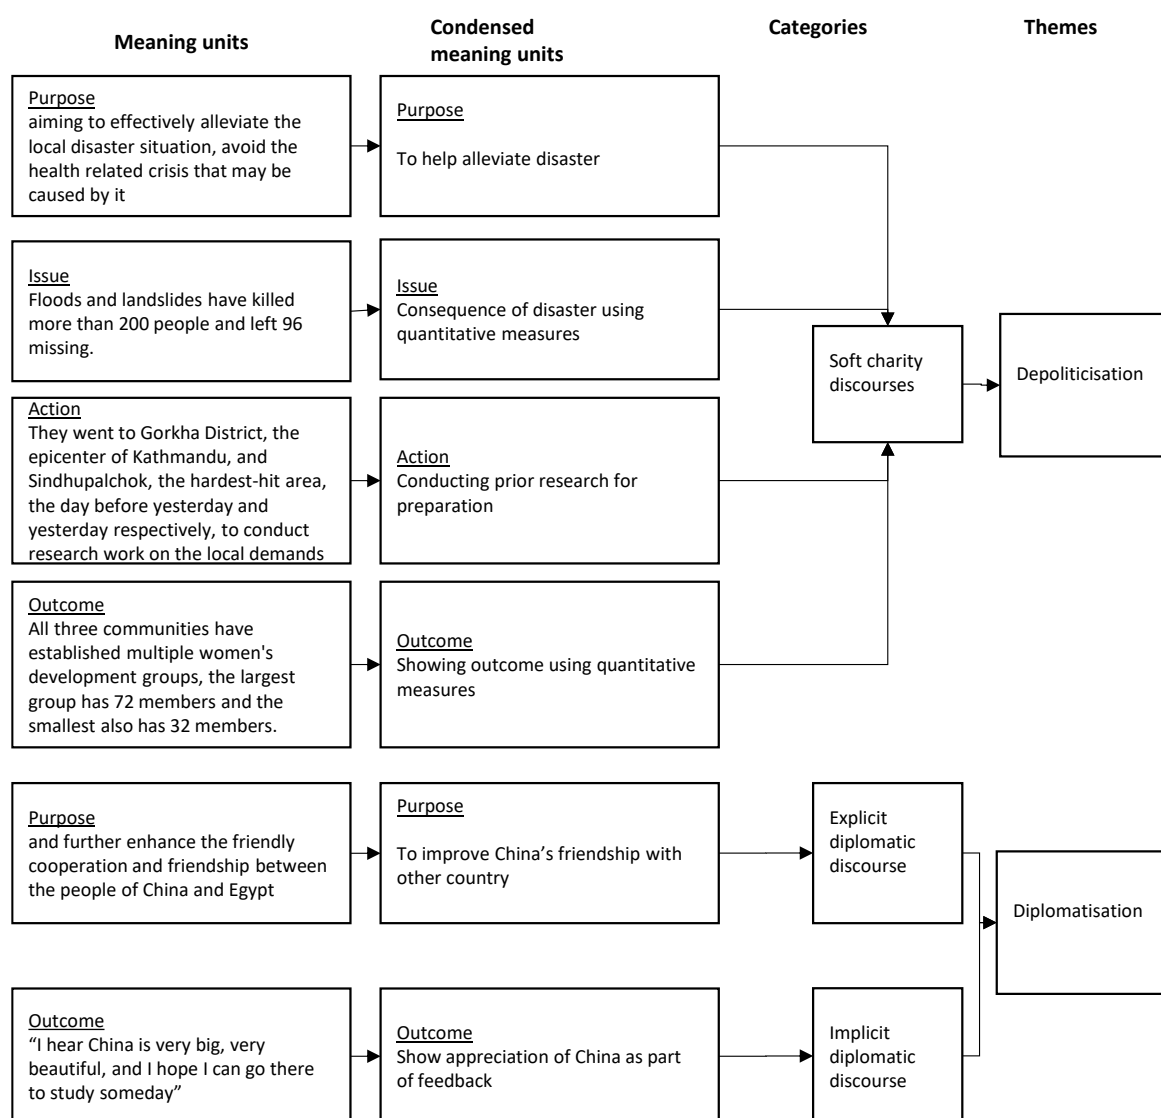 Meaning units
Condensed
meaning units
Categories
Themes
Purpose
aiming to effectively alleviate the
local disaster situation, avoid the
health related crisis that may be
caused by it
Purpose
To help alleviate disaster
Issue
Floods and landslides have killed
more than 200 people and left 96
missing.
Issue
Consequence of disaster using
quantitative measures
Soft charity
discourses
Depoliticisation
Action
They went to Gorkha District, the
epicenter of Kathmandu, and
Sindhupalchok, the hardest-hit area,
the day before yesterday and
yesterday respectively, to conduct
research work on the local demands
Action
Conducting prior research for
preparation
Outcome
All three communities have
established multiple women's
development groups, the largest
group has 72 members and the
smallest also has 32 members.
Outcome
Showing outcome using quantitative
measures
Purpose
and further enhance the friendly
cooperation and friendship between
the people of China and Egypt
Purpose
To improve China’s friendship with
other country
Explicit
diplomatic
discourse
Diplomatisation
Outcome
“I hear China is very big, very
beautiful, and I hope I can go there
to study someday”
Outcome
Show appreciation of China as part
of feedback
Implicit
diplomatic
discourse